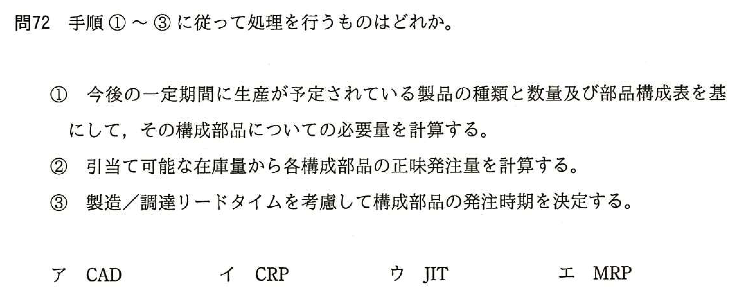 問72 手順 ① ～ ③ に従って処理を行うものはどれか。
① 今後の一定期間に生産が予定されている製品の種類と数量及び部品構成表を基
にして，その構成部品についての必要量を計算する。
② 引当て可能な在庫量から各構成部品の正味発注量を計算する。
③ 製造／調達リードタイムを考慮して構成部品の発注時期を決定する。
ア CAD イ CRP ウ JIT エ MRP